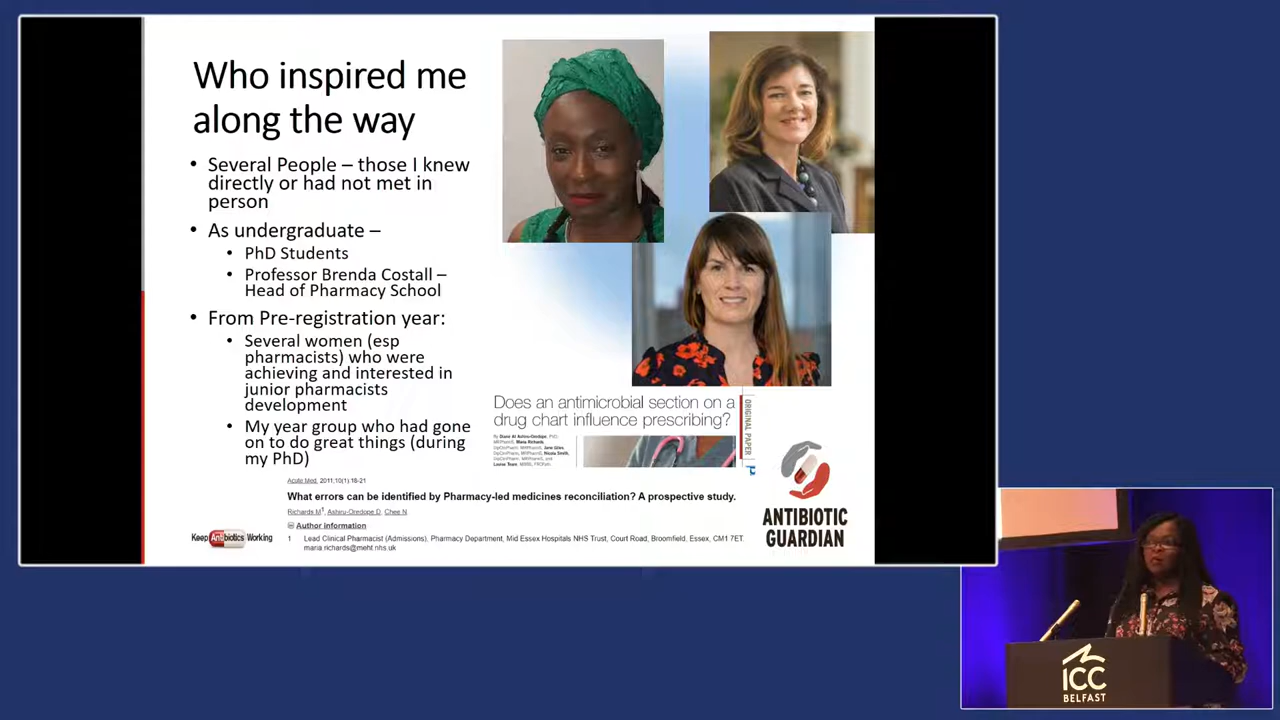 Who inspired me
along the way
• Several People – those I knew
directly or had not met in
person
• As undergraduate –
• PhD Students
• Professor Brenda Costall –
Head of Pharmacy School
• From Pre-registration year:
• Several women (esp
pharmacists) who were
achieving and interested in
junior pharmacists
development
• My year group who had gone
on to do great things (during
my PhD)
Does an antimicrobial section on a
drug chart influence prescribing?
ORIGINAL PAPER
Acute Med. 2011;10(1):18-21
What errors can be identified by Pharmacy-led medicines reconciliation? A prospective study.
Richards M1, Ashiru-Oredope D, Chee N.
Author information
1 Lead Clinical Pharmacist (Admissions), Pharmacy Department, Mid Essex Hospitals NHS Trust, Court Road, Broomfield, Essex, CM1 7ET.
maria.richards@meht.nhs.uk
Keep Antibiotics Working
ANTIBIOTIC
GUARDIAN
ICC
BELFAST